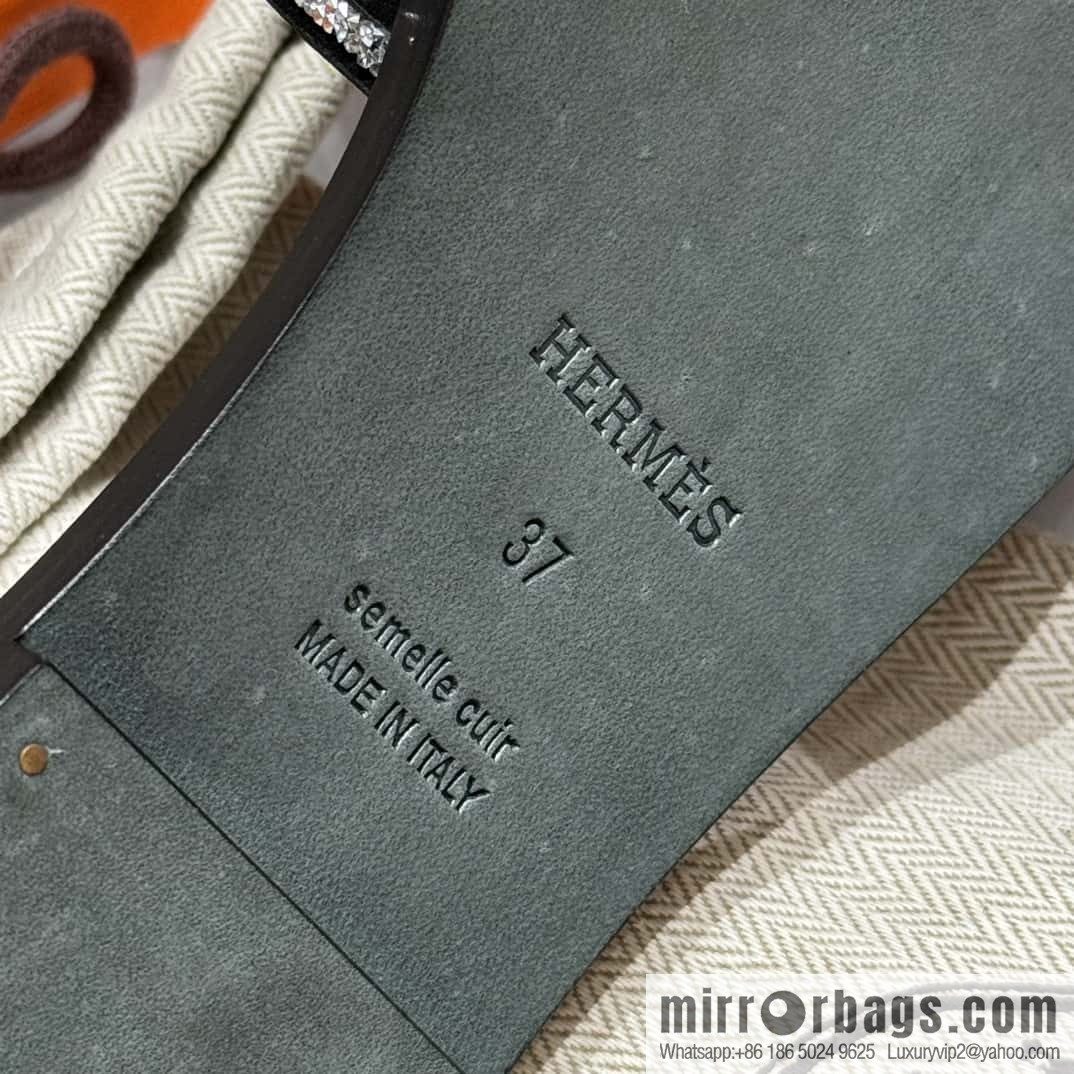 HERMÈS
37
semelle cuir
MADE IN ITALY
mirrorbags.com
Whatsapp:+86 186 5024 9625 Luxuryvip2@yahoo.com